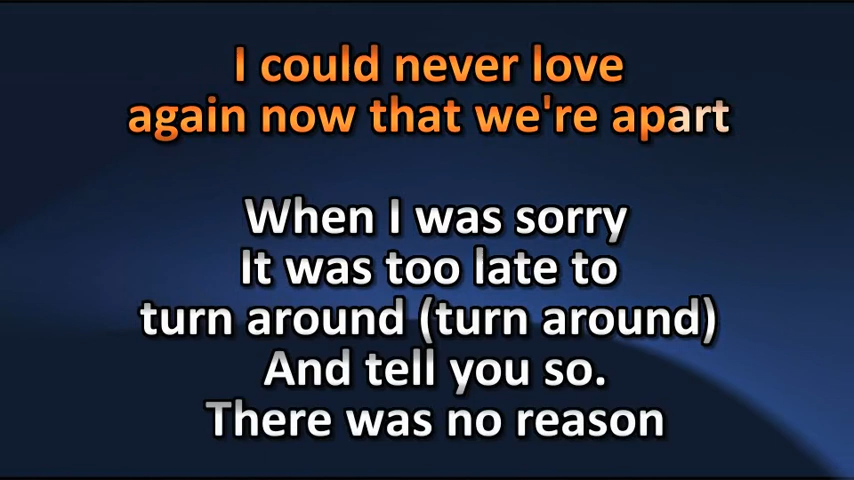 I could never love
again now that we're apart
When I was sorry
It was too late to
turn around (turn around)
And tell you so.
There was no reason